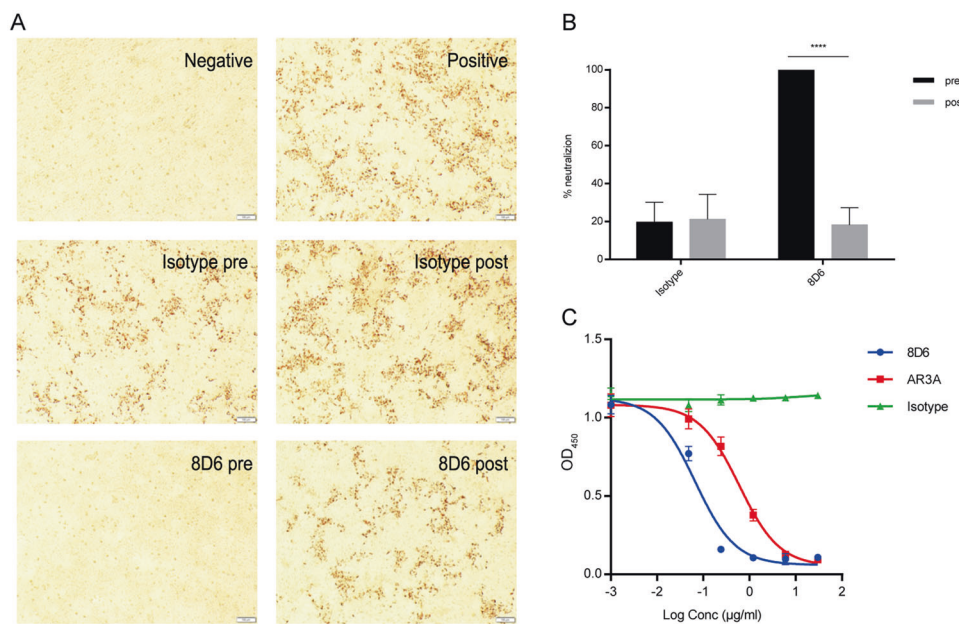 A
Negative
Positive
Isotype pre
Isotype post
8D6 pre
8D6 post
B
****
100
80
60
40
20
0
% neutralizion
Isotype
8D6
pre
pos
C
1.5
1.0
0.5
0.0
OD450
-3
-2
-1
0
1
2
Log Conc (µg/ml)
8D6
AR3A
Isotype